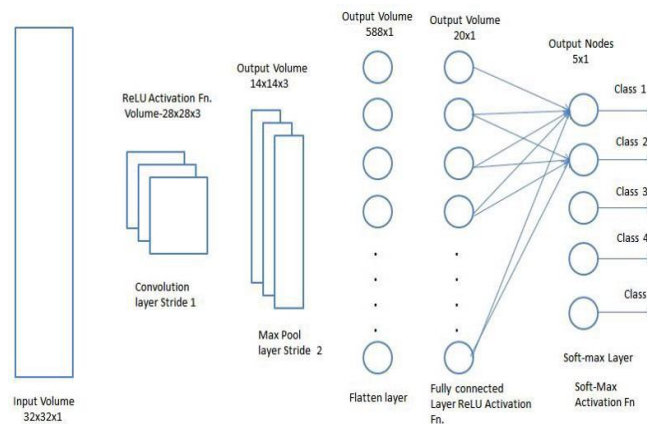 Input Volume
32x32x1
ReLU Activation Fn.
Volume-28x28x3
Convolution
layer Stride 1
Output Volume
14x14x3
Max Pool
layer Stride 2
Output Volume
588x1
Flatten layer
Output Volume
20x1
Fully connected
Layer ReLU Activation
Fn.
Output Nodes
5x1
Class 1
Class 2
Class 3
Class 4
Class
Soft-max Layer
Soft-Max
Activation Fn